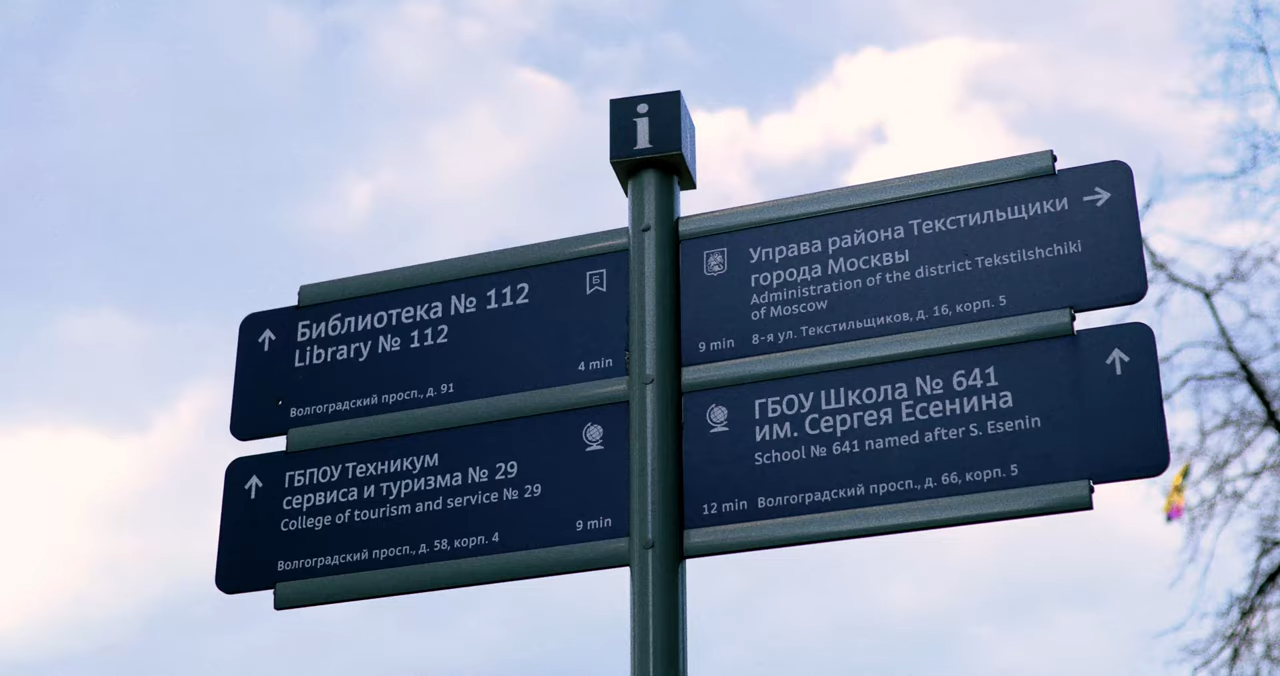 i
Библиотека № 112
Library № 112
Б
4 min
Волгоградский просп., д. 91
ГБПОУ Техникум
сервиса и туризма № 29
College of tourism and service № 29
9 min
Волгоградский просп., д. 58, корп. 4
Управа района Текстильщики
города Москвы
Administration of the district Tekstilshchiki
of Moscow
9 min 8-я ул. Текстильщиков, д. 16, корп. 5
ГБОУ Школа № 641
им. Сергея Есенина
School № 641 named after S. Esenin
12 min Волгоградский просп., д. 66, корп. 5